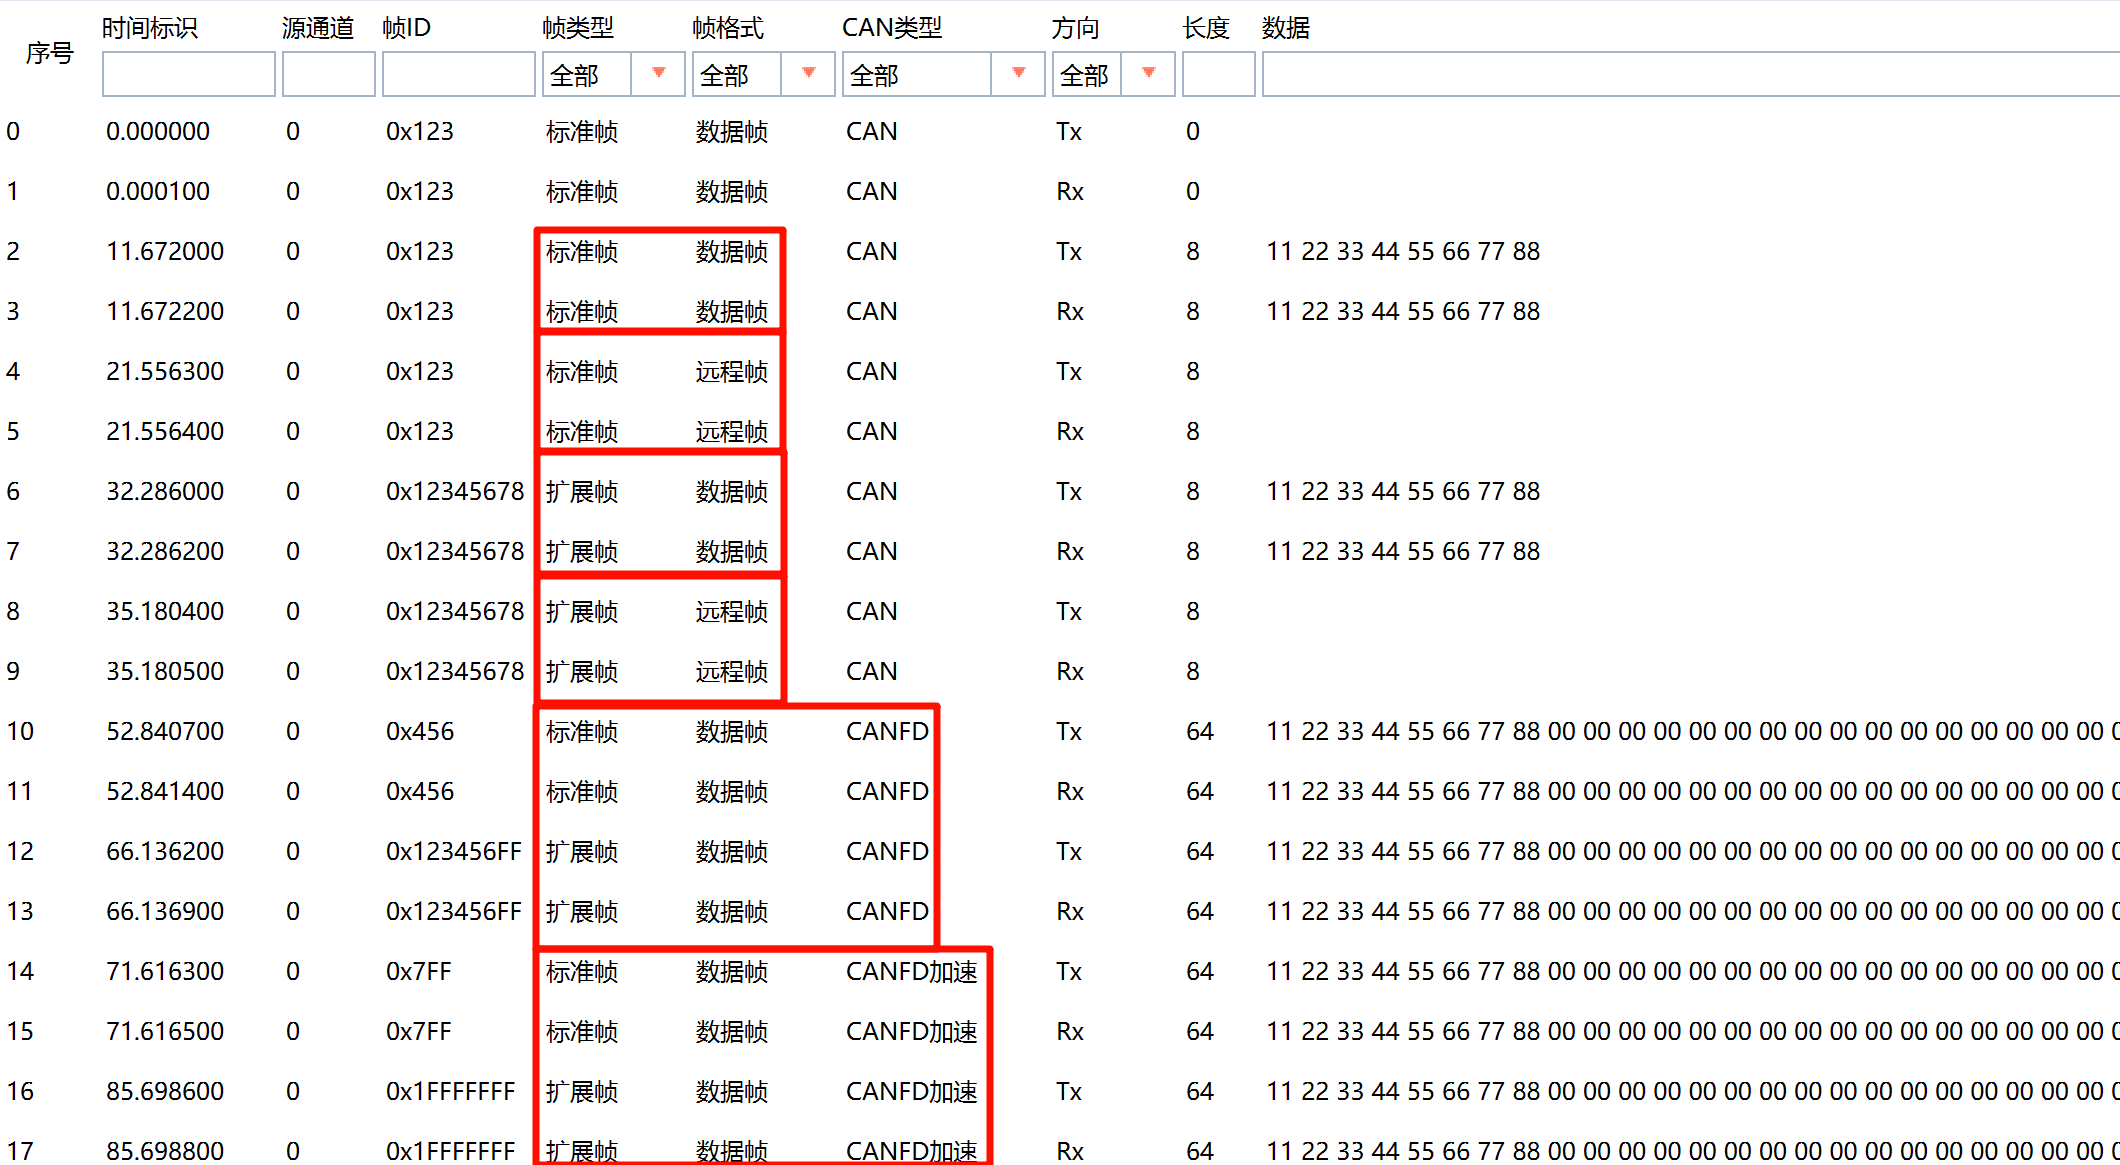 序号 时间标识 源通道 帧ID 帧类型 帧格式 CAN类型 方向 长度 数据
全部 全部 全部 全部
0 0.000000 0 0x123 标准帧 数据帧 CAN Tx 0
1 0.000100 0 0x123 标准帧 数据帧 CAN Rx 0
2 11.672000 0 0x123 标准帧 数据帧 CAN Tx 8 11 22 33 44 55 66 77 88
3 11.672200 0 0x123 标准帧 数据帧 CAN Rx 8 11 22 33 44 55 66 77 88
4 21.556300 0 0x123 标准帧 远程帧 CAN Tx 8
5 21.556400 0 0x123 标准帧 远程帧 CAN Rx 8
6 32.286000 0 0x12345678 扩展帧 数据帧 CAN Tx 8 11 22 33 44 55 66 77 88
7 32.286200 0 0x12345678 扩展帧 数据帧 CAN Rx 8 11 22 33 44 55 66 77 88
8 35.180400 0 0x12345678 扩展帧 远程帧 CAN Tx 8
9 35.180500 0 0x12345678 扩展帧 远程帧 CAN Rx 8
10 52.840700 0 0x456 标准帧 数据帧 CANFD Tx 64 11 22 33 44 55 66 77 88 00 00 00 00 00 00 00 00 00 00 00 00 00 00 00 00
11 52.841400 0 0x456 标准帧 数据帧 CANFD Rx 64 11 22 33 44 55 66 77 88 00 00 00 00 00 00 00 00 00 00 00 00 00 00 00 00
12 66.136200 0 0x123456FF 扩展帧 数据帧 CANFD Tx 64 11 22 33 44 55 66 77 88 00 00 00 00 00 00 00 00 00 00 00 00 00 00 00 00
13 66.136900 0 0x123456FF 扩展帧 数据帧 CANFD Rx 64 11 22 33 44 55 66 77 88 00 00 00 00 00 00 00 00 00 00 00 00 00 00 00 00
14 71.616300 0 0x7FF 标准帧 数据帧 CANFD加速 Tx 64 11 22 33 44 55 66 77 88 00 00 00 00 00 00 00 00 00 00 00 00 00 00 00 00
15 71.616500 0 0x7FF 标准帧 数据帧 CANFD加速 Rx 64 11 22 33 44 55 66 77 88 00 00 00 00 00 00 00 00 00 00 00 00 00 00 00 00
16 85.698600 0 0x1FFFFFFF 扩展帧 数据帧 CANFD加速 Tx 64 11 22 33 44 55 66 77 88 00 00 00 00 00 00 00 00 00 00 00 00 00 00 00 00
17 85.698800 0 0x1FFFFFFF 扩展帧 数据帧 CANFD加速 Rx 64 11 22 33 44 55 66 77 88 00 00 00 00 00 00 00 00 00 00 00 00 00 00 00 00